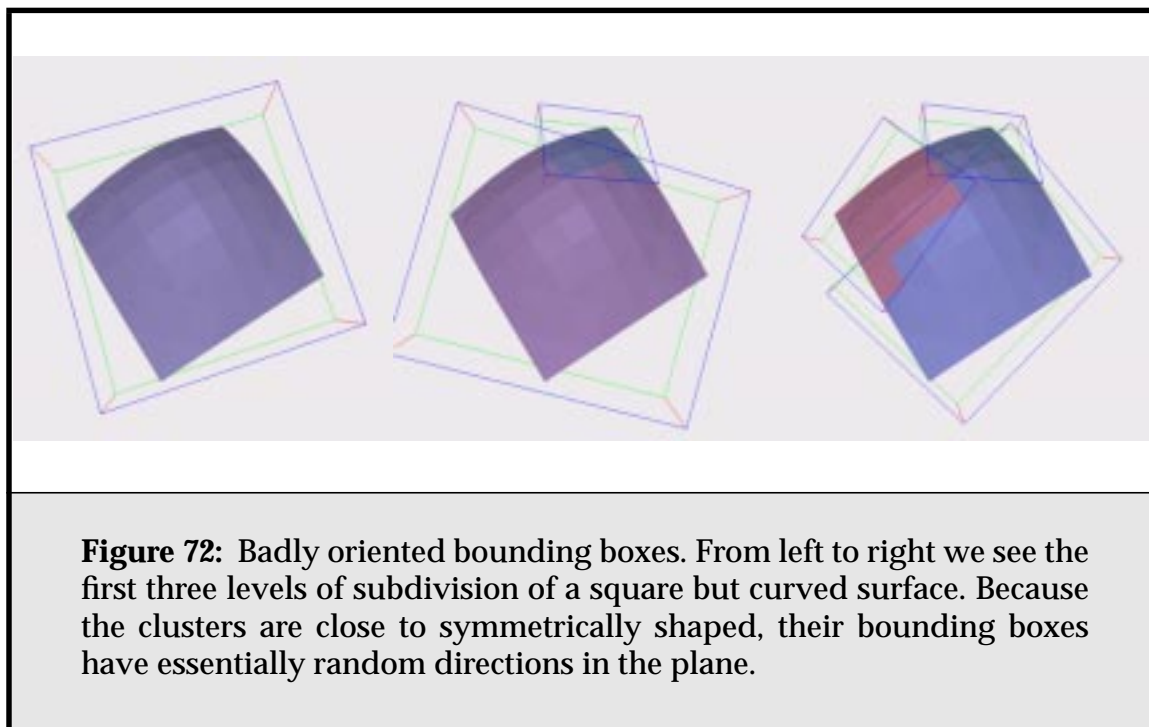 Figure 72: Badly oriented bounding boxes. From left to right we see the
first three levels of subdivision of a square but curved surface. Because
the clusters are close to symmetrically shaped, their bounding boxes
have essentially random directions in the plane.